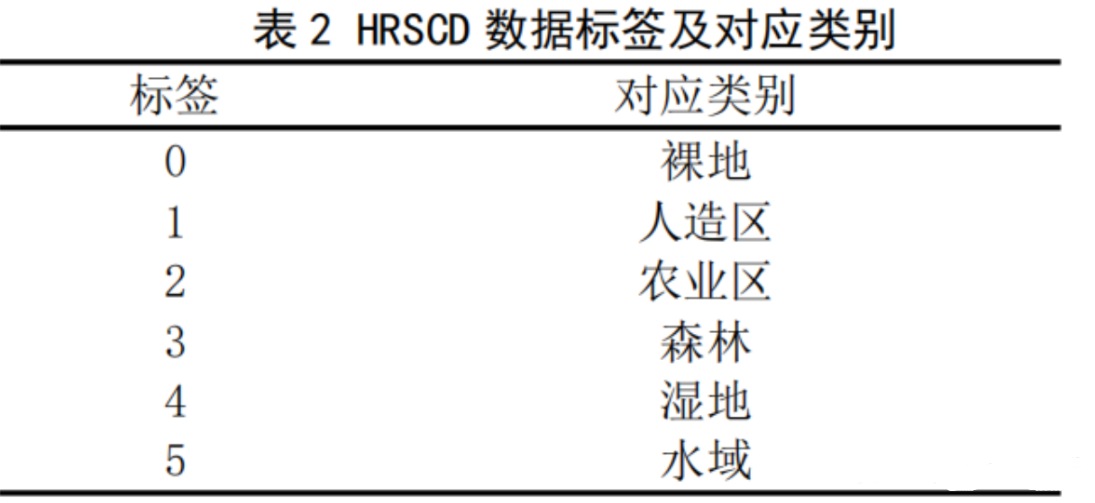 表 2 HRSCD 数据标签及对应类别
标签 对应类别
0 裸地
1 人造区
2 农业区
3 森林
4 湿地
5 水域